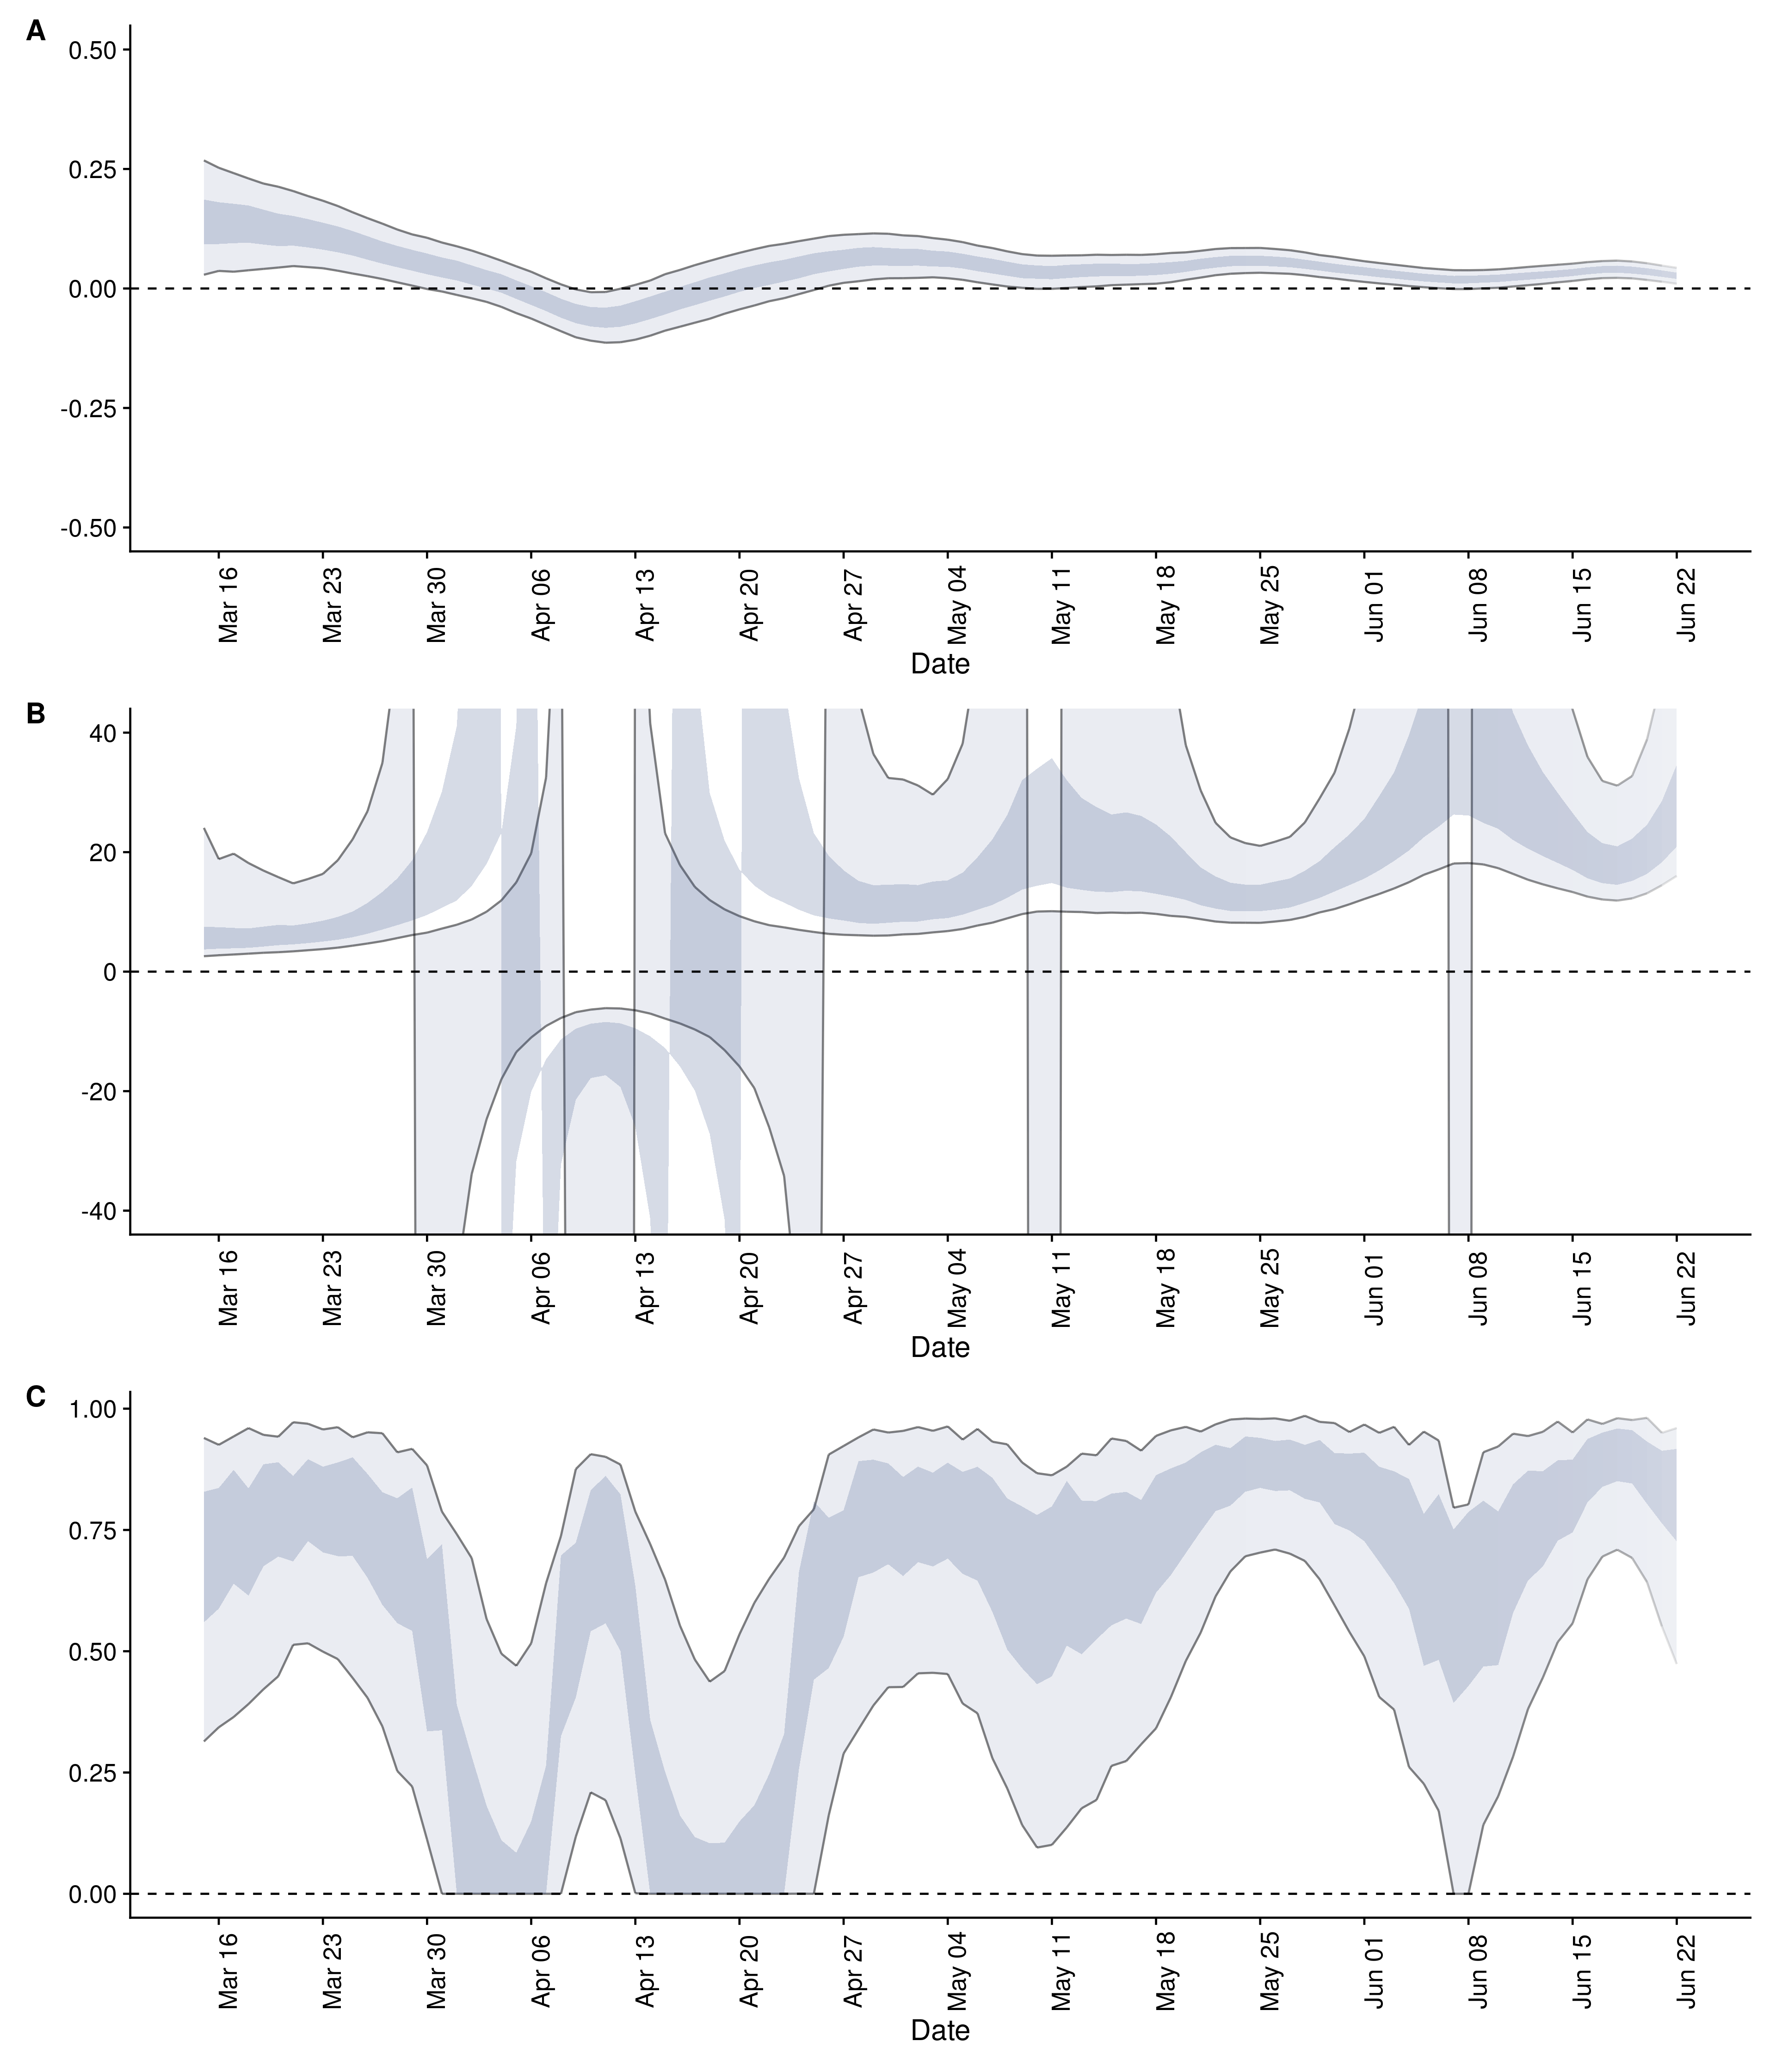 A
0.50
0.25
0.00
-0.25
-0.50
Mar 16
Mar 23
Mar 30
Apr 06
Apr 13
Apr 20
Apr 27
May 04
May 11
May 18
May 25
Jun 01
Jun 08
Jun 15
Jun 22
Date
B
40
20
0
-20
-40
Mar 16
Mar 23
Mar 30
Apr 06
Apr 13
Apr 20
Apr 27
May 04
May 11
May 18
May 25
Jun 01
Jun 08
Jun 15
Jun 22
Date
C
1.00
0.75
0.50
0.25
0.00
Mar 16
Mar 23
Mar 30
Apr 06
Apr 13
Apr 20
Apr 27
May 04
May 11
May 18
May 25
Jun 01
Jun 08
Jun 15
Jun 22
Date